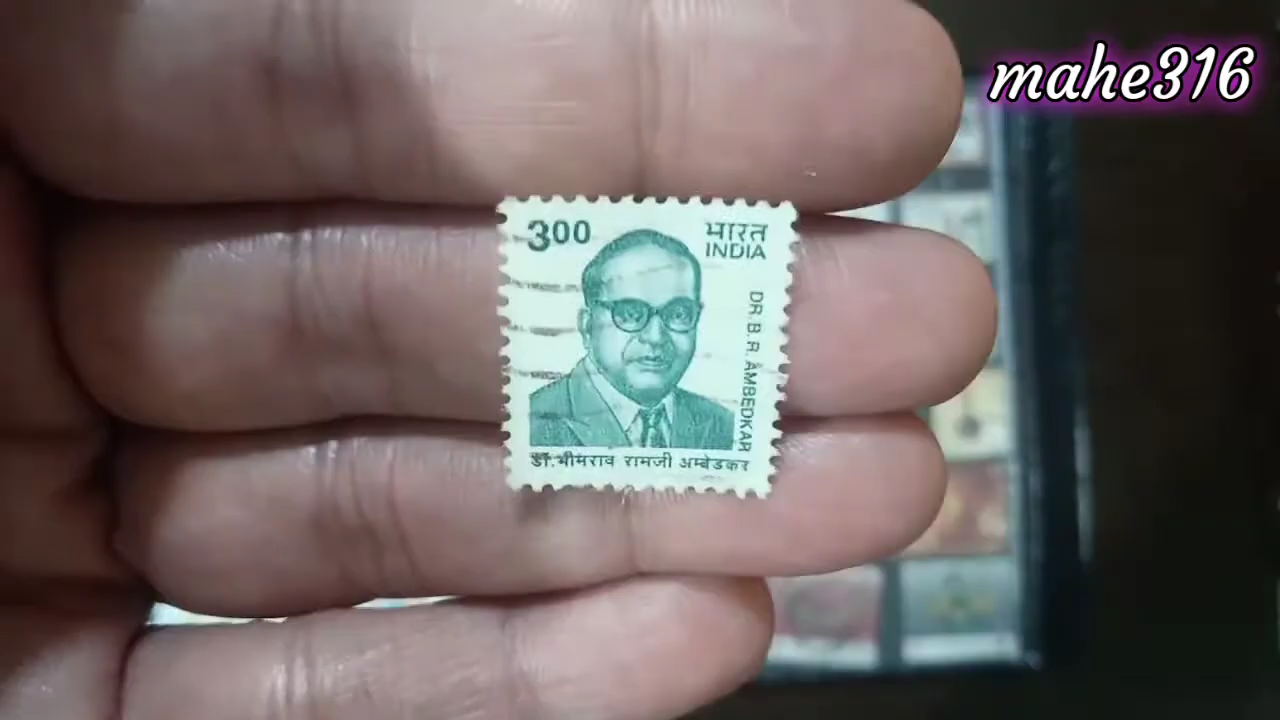 mahe316
3.00
भारत
INDIA
DR. B. R. AMBEDKAR
डॉ. भीमराव रामजी अम्बेडकर